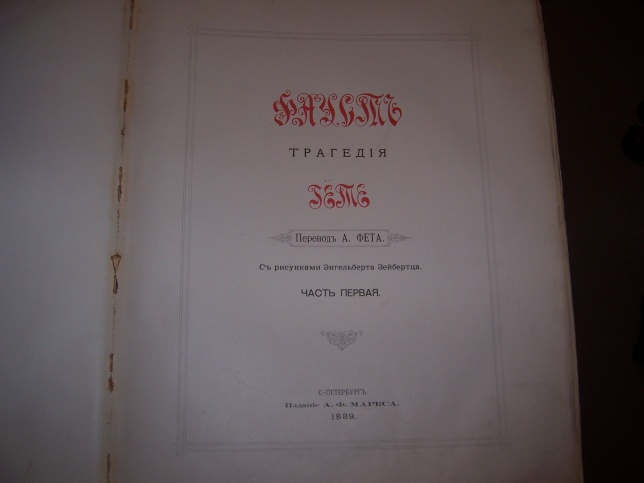 ФАУСТЪ
ТРАГЕДІЯ
ГЁТЕ
Переводъ А. ФЕТА.
Съ рисунками Энгельберта Зейбертца.
ЧАСТЬ ПЕРВАЯ.
С.-ПЕТЕРБУРГЪ.
Изданіе А. Ф. МАРКСА.
1889.